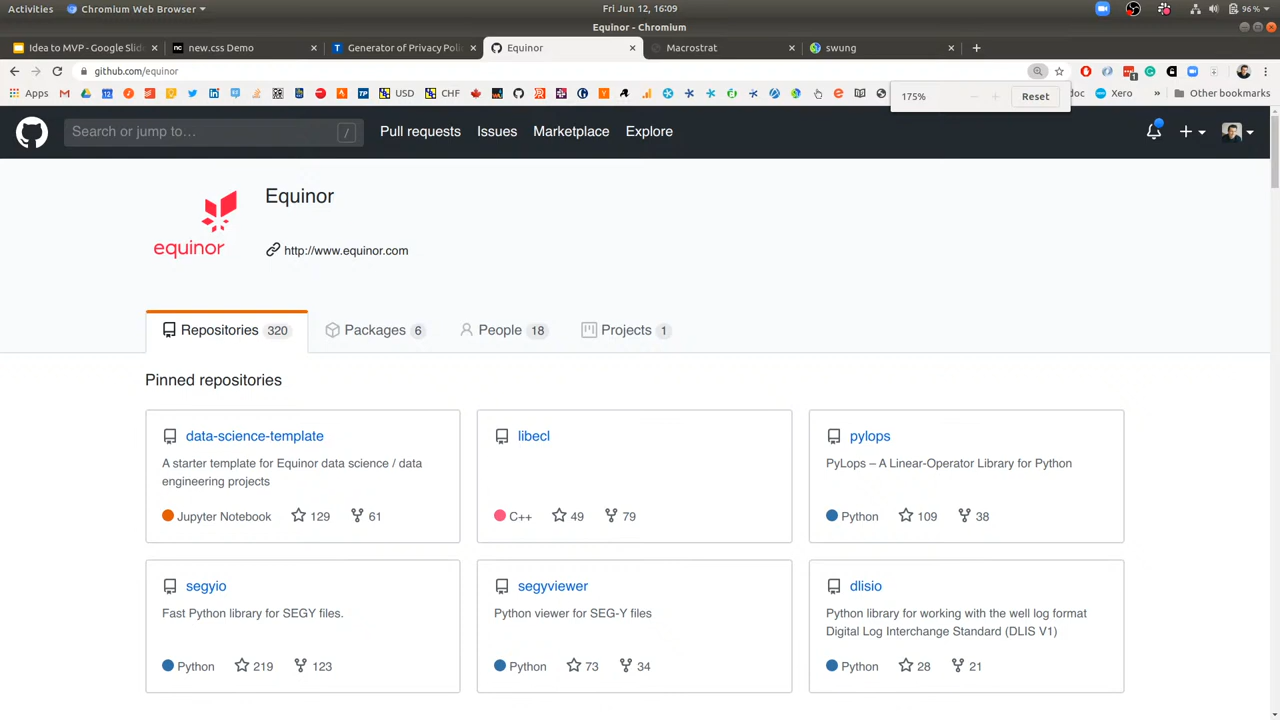 Activities
Chromium Web Browser
Fri Jun 12, 16:09
96%
Equinor - Chromium
Idea to MVP - Google Slid
new.css Demo
Generator of Privacy Poli
Equinor
Macrostrat
swung
github.com/equinor
Apps
USD
CHF
doc
Xero
»
Other bookmarks
175%
Reset
Search or jump to…
/
Pull requests
Issues
Marketplace
Explore
equinor
Equinor
http://www.equinor.com
Repositories 320
Packages 6
People 18
Projects 1
Pinned repositories
data-science-template
A starter template for Equinor data science / data
engineering projects
Jupyter Notebook 129 61
libecl
C++ 49 79
pylops
PyLops – A Linear-Operator Library for Python
Python 109 38
segyio
Fast Python library for SEGY files.
Python 219 123
segyviewer
Python viewer for SEG-Y files
Python 73 34
dlisio
Python library for working with the well log format
Digital Log Interchange Standard (DLIS V1)
Python 28 21